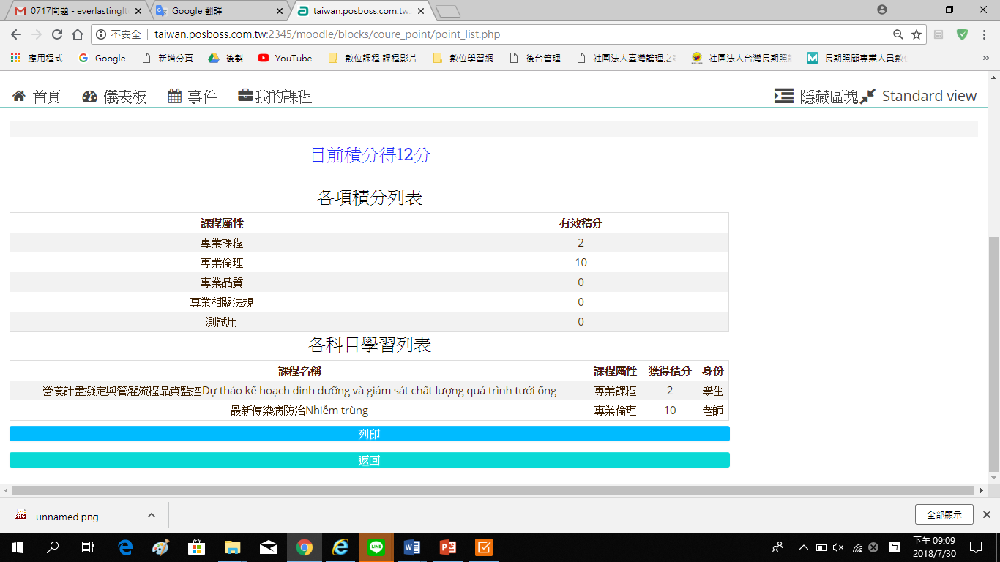 0717問題 - everlastinglt
Google 翻譯
taiwan.posboss.com.tw
不安全 taiwan.posboss.com.tw:2345/moodle/blocks/coure_point/point_list.php
應用程式 Google 新增分頁 後製 YouTube 數位課程 課程影片 數位學習網 後台管理 社團法人臺灣護理之 社團法人台灣長期照 長期照顧專業人員數
首頁 儀表板 事件 我的課程 隱藏區塊 Standard view
目前積分得12分
各項積分列表
課程屬性 有效積分
專業課程 2
專業倫理 10
專業品質 0
專業相關法規 0
測試用 0
各科目學習列表
課程名稱 課程屬性 獲得積分 身份
營養計畫擬定與管灌流程品質監控Dự thảo kế hoạch dinh dưỡng và giám sát chất lượng quá trình tưới ống 專業課程 2 學生
最新傳染病防治Nhiễm trùng 專業倫理 10 老師
列印
返回
unnamed.png 全部顯示
下午 09:09
2018/7/30